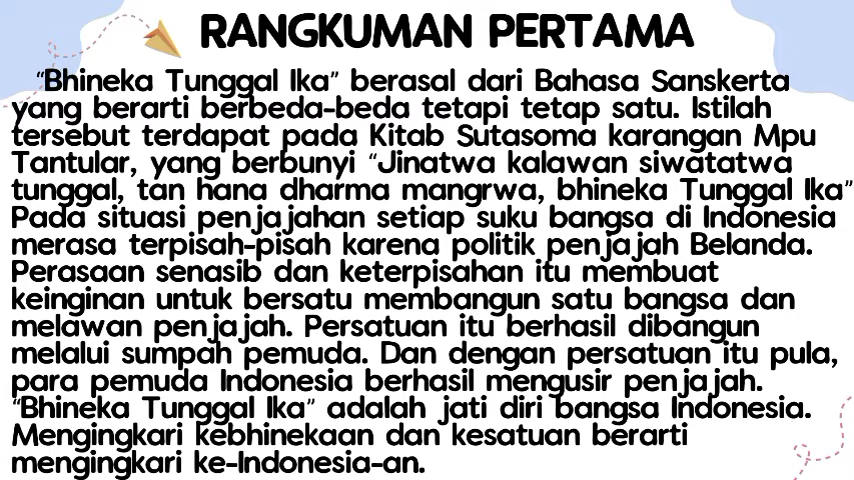 RANGKUMAN PERTAMA
“Bhineka Tunggal Ika” berasal dari Bahasa Sanskerta
yang berarti berbeda-beda tetapi tetap satu. Istilah
tersebut terdapat pada Kitab Sutasoma karangan Mpu
Tantular, yang berbunyi “Jinatwa kalawan siwatatwa
tunggal, tan hana dharma mangrwa, bhineka Tunggal Ika”
Pada situasi penjajahan setiap suku bangsa di Indonesia
merasa terpisah-pisah karena politik penjajah Belanda.
Perasaan senasib dan keterpisahan itu membuat
keinginan untuk bersatu membangun satu bangsa dan
melawan penjajah. Persatuan itu berhasil dibangun
melalui sumpah pemuda. Dan dengan persatuan itu pula,
para pemuda Indonesia berhasil mengusir penjajah.
“Bhineka Tunggal Ika” adalah jati diri bangsa Indonesia.
Mengingkari kebhinekaan dan kesatuan berarti
mengingkari ke-Indonesia-an.